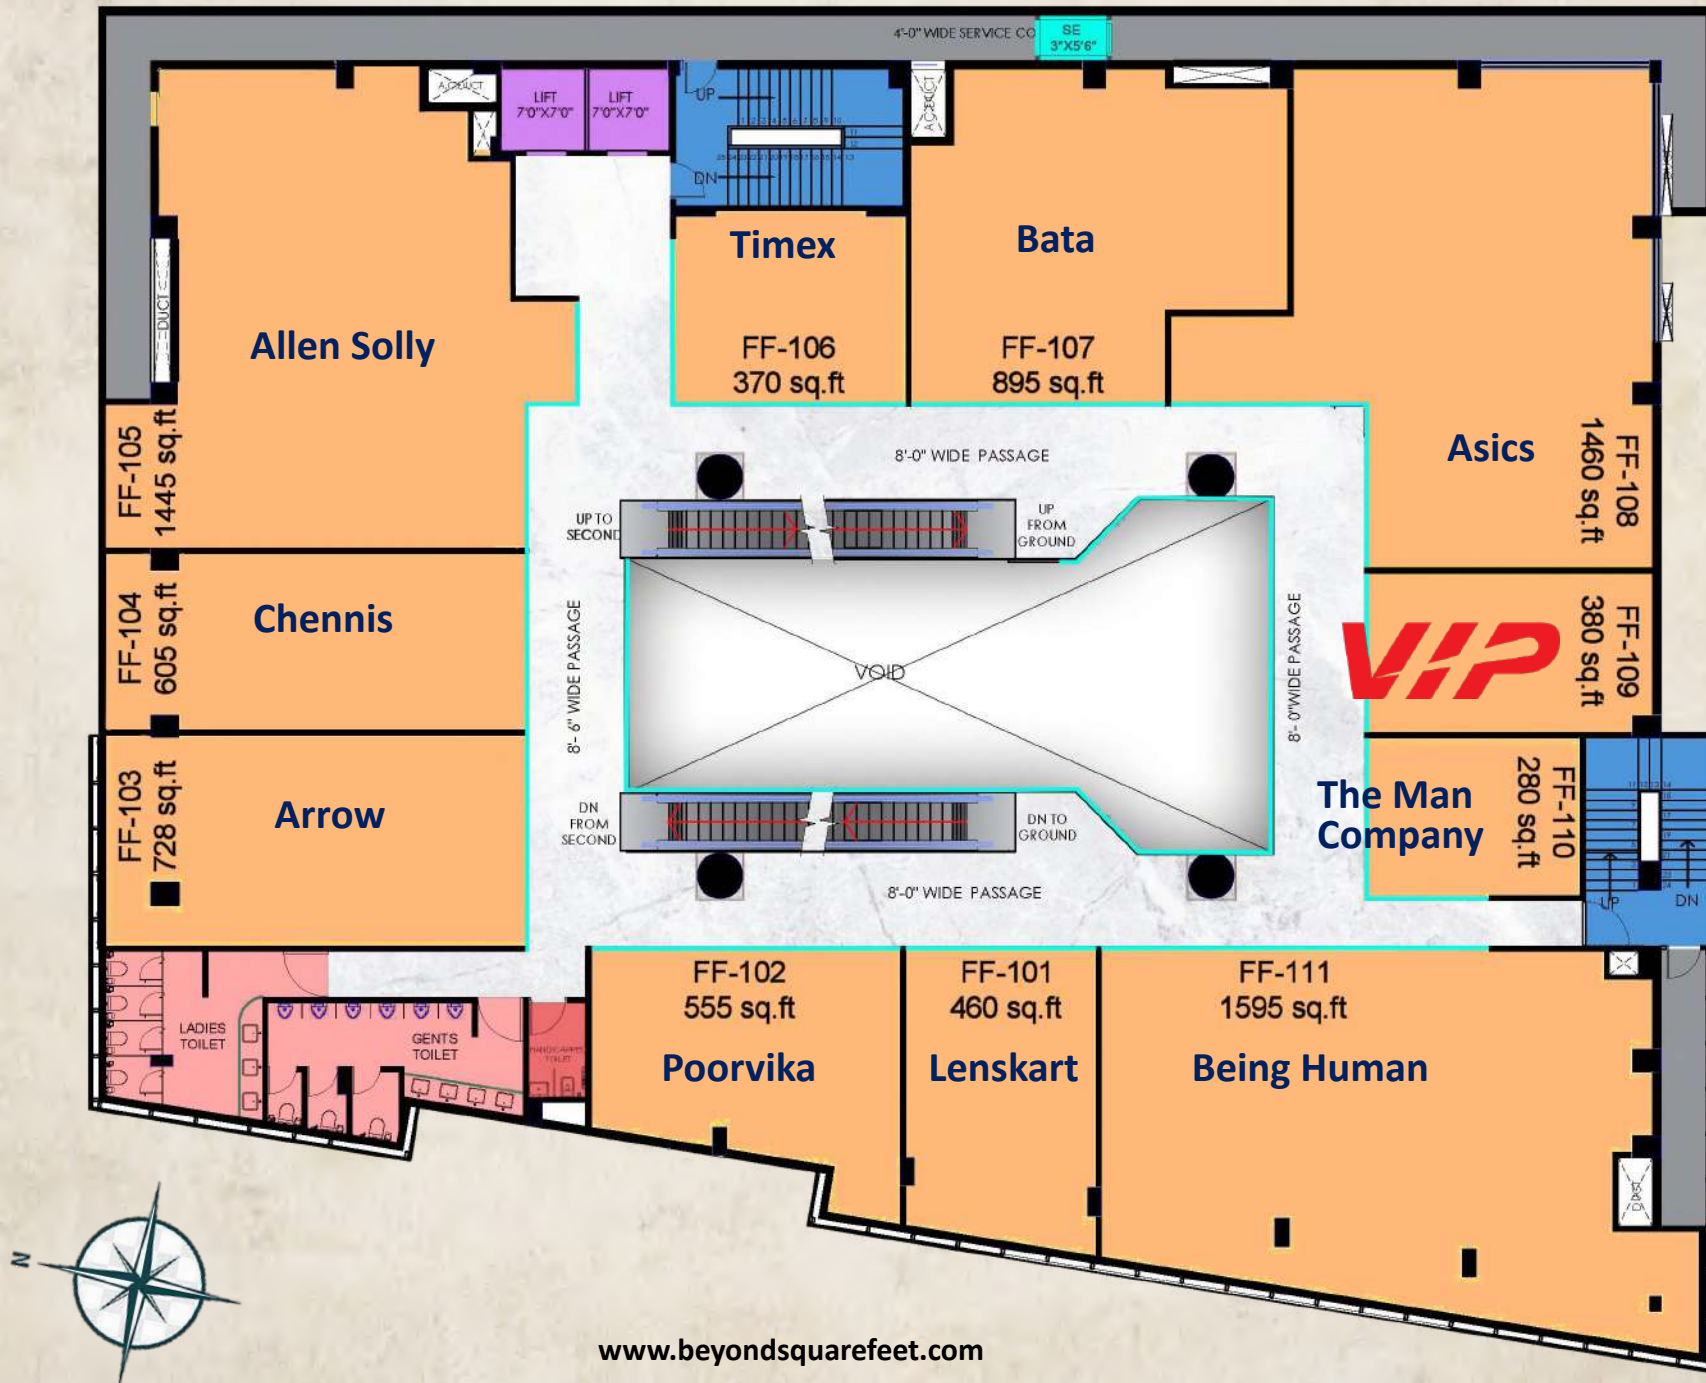 4'-0" WIDE SERVICE CO
SE
3"X5'6"
A.C.DUCT
LIFT
7'0"X7'0"
LIFT
7'0"X7'0"
UP
DN
Timex
FF-106
370 sq.ft
Bata
FF-107
895 sq.ft
Allen Solly
DUCT
FF-105
1445 sq.ft
Asics
FF-108
1460 sq.ft
8'-0" WIDE PASSAGE
UP TO
SECOND
UP
FROM
GROUND
Chennis
FF-104
605 sq.ft
8'- 6" WIDE PASSAGE
VOID
8'- 0"WIDE PASSAGE
VIP
FF-109
380 sq.ft
Arrow
FF-103
728 sq.ft
DN
FROM
SECOND
DN TO
GROUND
The Man
Company
FF-110
280 sq.ft
UP
DN
8'-0" WIDE PASSAGE
LADIES
TOILET
GENTS
TOILET
TOILET
FF-102
555 sq.ft
Poorvika
FF-101
460 sq.ft
Lenskart
FF-111
1595 sq.ft
Being Human
N
www.beyondsquarefeet.com